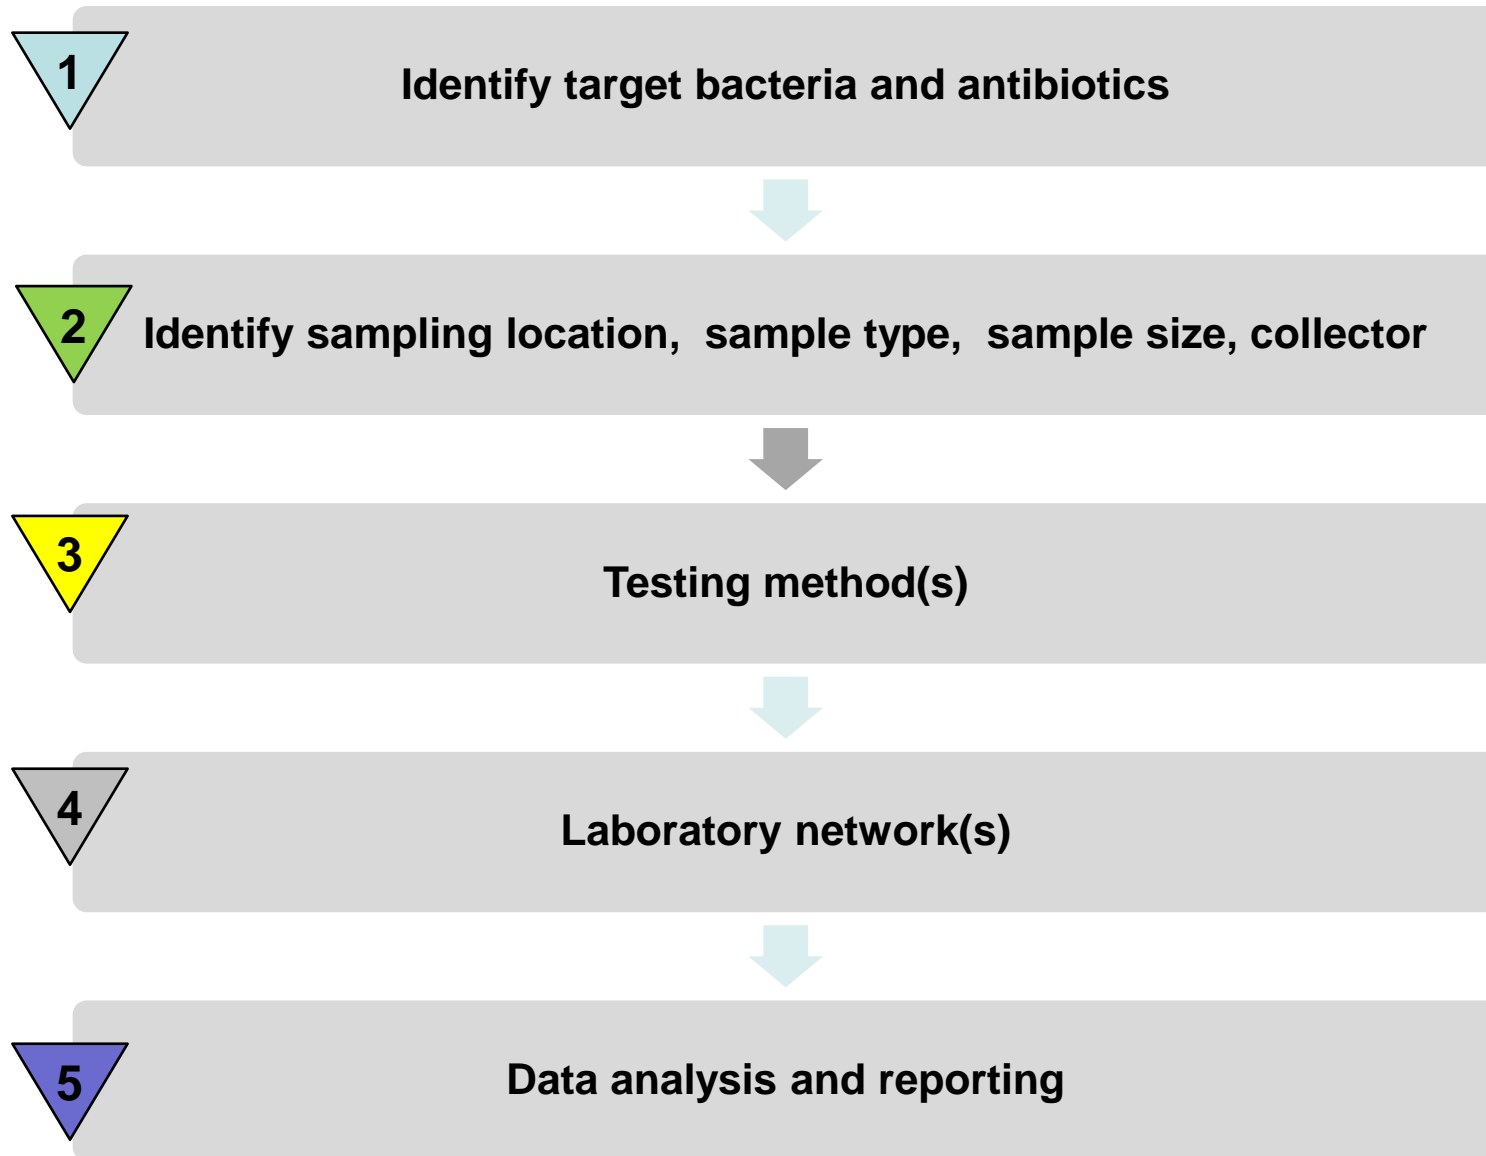 1
Identify target bacteria and antibiotics
2
Identify sampling location,  sample type,  sample size, collector
3
Testing method(s)
4
Laboratory network(s)
5
Data analysis and reporting